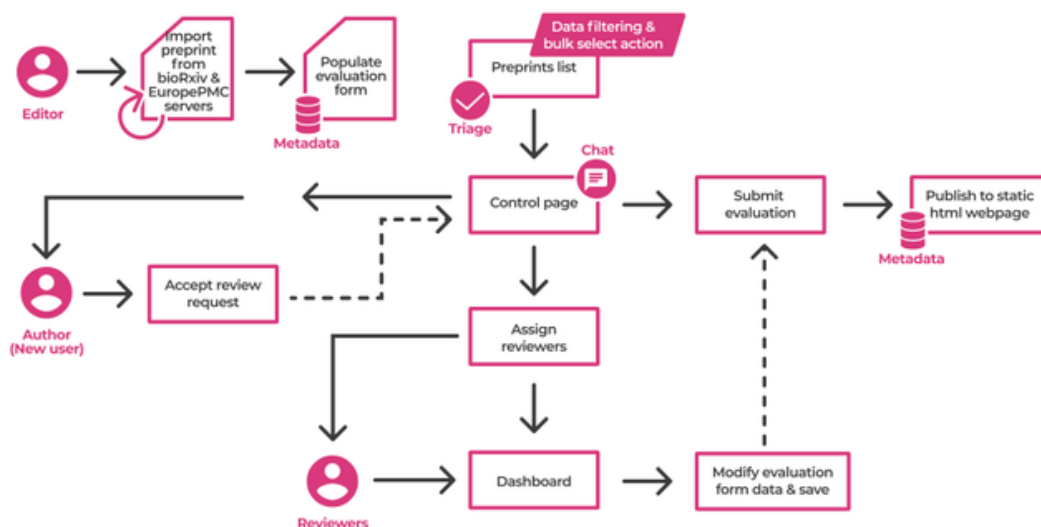 Editor
Import
preprint from
bioRxiv &
EuropePMC
servers
Populate
evaluation
form
Metadata
Data filtering &
bulk select action
Preprints list
Triage
Chat
Control page
Submit
evaluation
Publish to static
html webpage
Metadata
Author
(New user)
Accept review
request
Assign
reviewers
Reviewers
Dashboard
Modify evaluation
form data & save